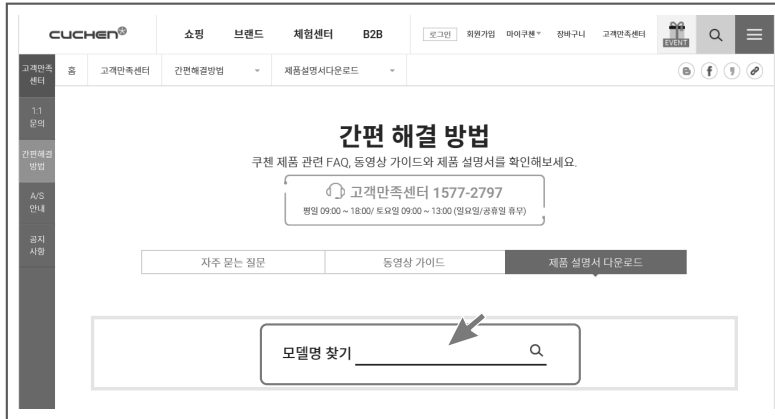 CUCHEN
쇼핑 브랜드 체험센터 B2B
로그인 회원가입 마이쿠첸 장바구니 고객만족센터
EVENT
고객만족
센터
홈 고객만족센터 간편해결방법 제품설명서다운로드
1:1
문의
간편해결
방법
A/S
안내
공지
사항
간편 해결 방법
쿠첸 제품 관련 FAQ, 동영상 가이드와 제품 설명서를 확인해보세요.
고객만족센터 1577-2797
평일 09:00 ~ 18:00/ 토요일 09:00 ~ 13:00 (일요일/공휴일 휴무)
자주 묻는 질문 동영상 가이드 제품 설명서 다운로드
모델명 찾기